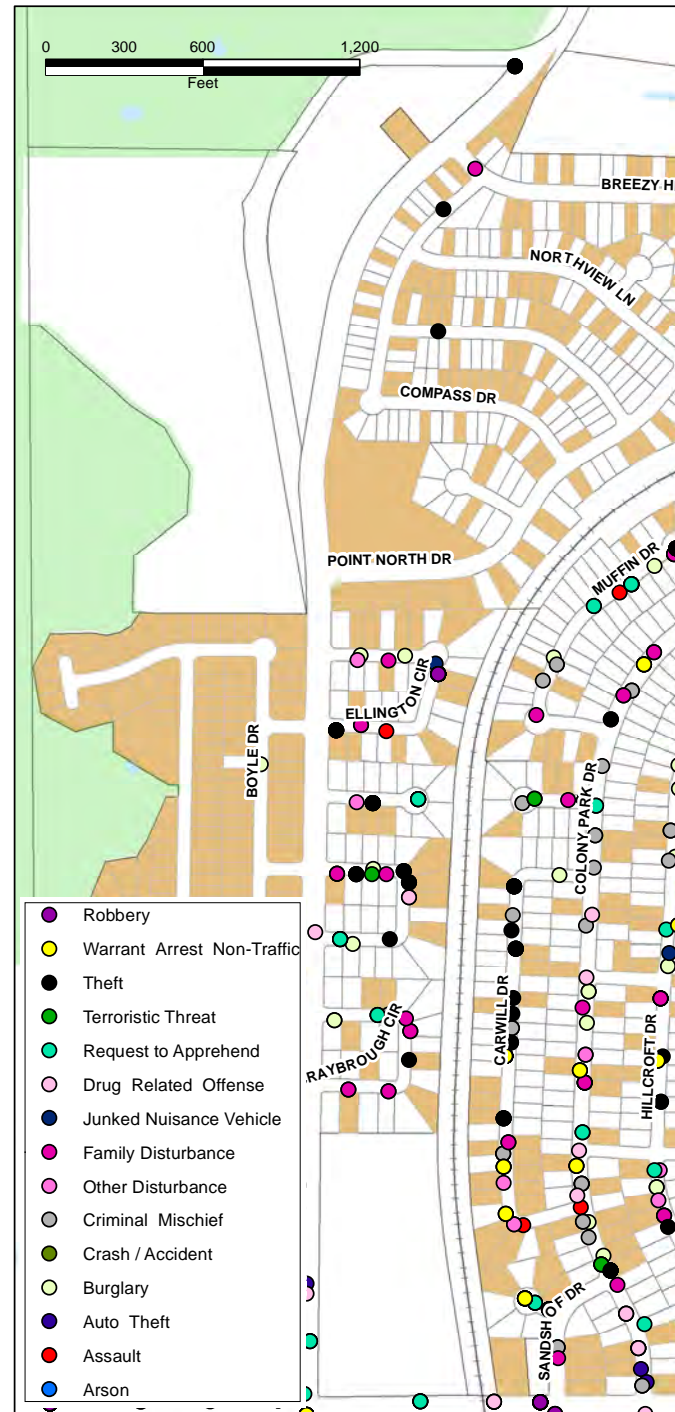 0 300 600 1,200
Feet
BREEZY H
NORTHVIEW LN
COMPASS DR
POINT NORTH DR
MUFFIN DR
ELLINGTON CIR
BOYLE DR
COLONY PARK DR
CARWILL DR
RAYBROUGH CIR
HILLCROFT DR
SANDSH OF DR
Robbery
Warrant Arrest Non-Traffic
Theft
Terroristic Threat
Request to Apprehend
Drug Related Offense
Junked Nuisance Vehicle
Family Disturbance
Other Disturbance
Criminal Mischief
Crash / Accident
Burglary
Auto Theft
Assault
Arson